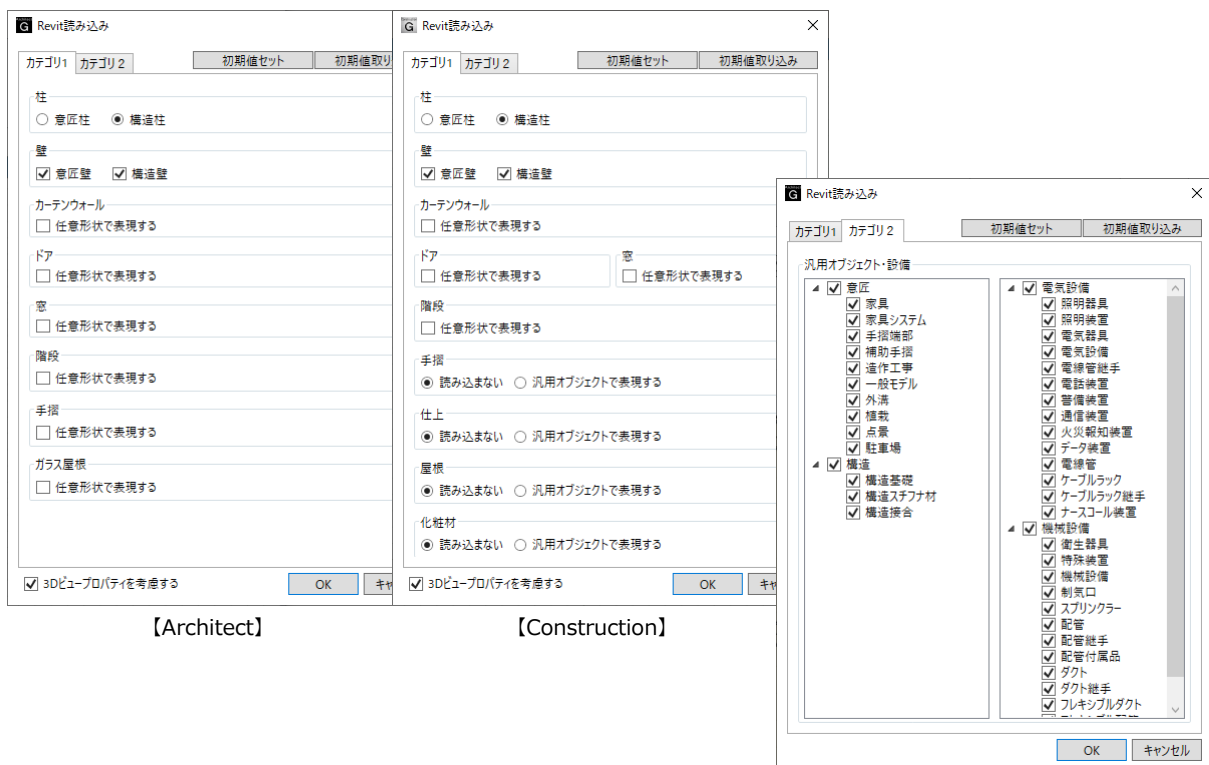 Revit読み込み
カテゴリ1 カテゴリ2 初期値セット 初期値取り
柱
意匠柱 構造柱
壁
意匠壁 構造壁
カーテンウォール
任意形状で表現する
ドア
任意形状で表現する
窓
任意形状で表現する
階段
任意形状で表現する
手摺
任意形状で表現する
ガラス屋根
任意形状で表現する
3Dビュープロパティを考慮する OK キャ
【Architect】
Revit読み込み
カテゴリ1 カテゴリ2 初期値セット 初期値取り込み
柱
意匠柱 構造柱
壁
意匠壁 構造壁
カーテンウォール
任意形状で表現する
ドア 窓
任意形状で表現する 任意形状で表現する
階段
任意形状で表現する
手摺
読み込まない 汎用オブジェクトで表現する
仕上
読み込まない 汎用オブジェクトで表現する
屋根
読み込まない 汎用オブジェクトで表現する
化粧材
読み込まない 汎用オブジェクトで表現する
3Dビュープロパティを考慮する OK キャ
【Construction】
Revit読み込み
カテゴリ1 カテゴリ2 初期値セット 初期値取り込み
汎用オブジェクト・設備
意匠
家具
家具システム
手摺端部
補助手摺
造作工事
一般モデル
外溝
植栽
点景
駐車場
構造
構造基礎
構造スチフナ材
構造接合
電気設備
照明器具
照明装置
電気器具
電気設備
電線管継手
電話装置
警備装置
通信装置
火災報知装置
データ装置
電線管
ケーブルラック
ケーブルラック継手
ナースコール装置
機械設備
衛生器具
特殊装置
機械設備
制気口
スプリンクラー
配管
配管継手
配管付属品
ダクト
ダクト継手
フレキシブルダクト
OK キャンセル